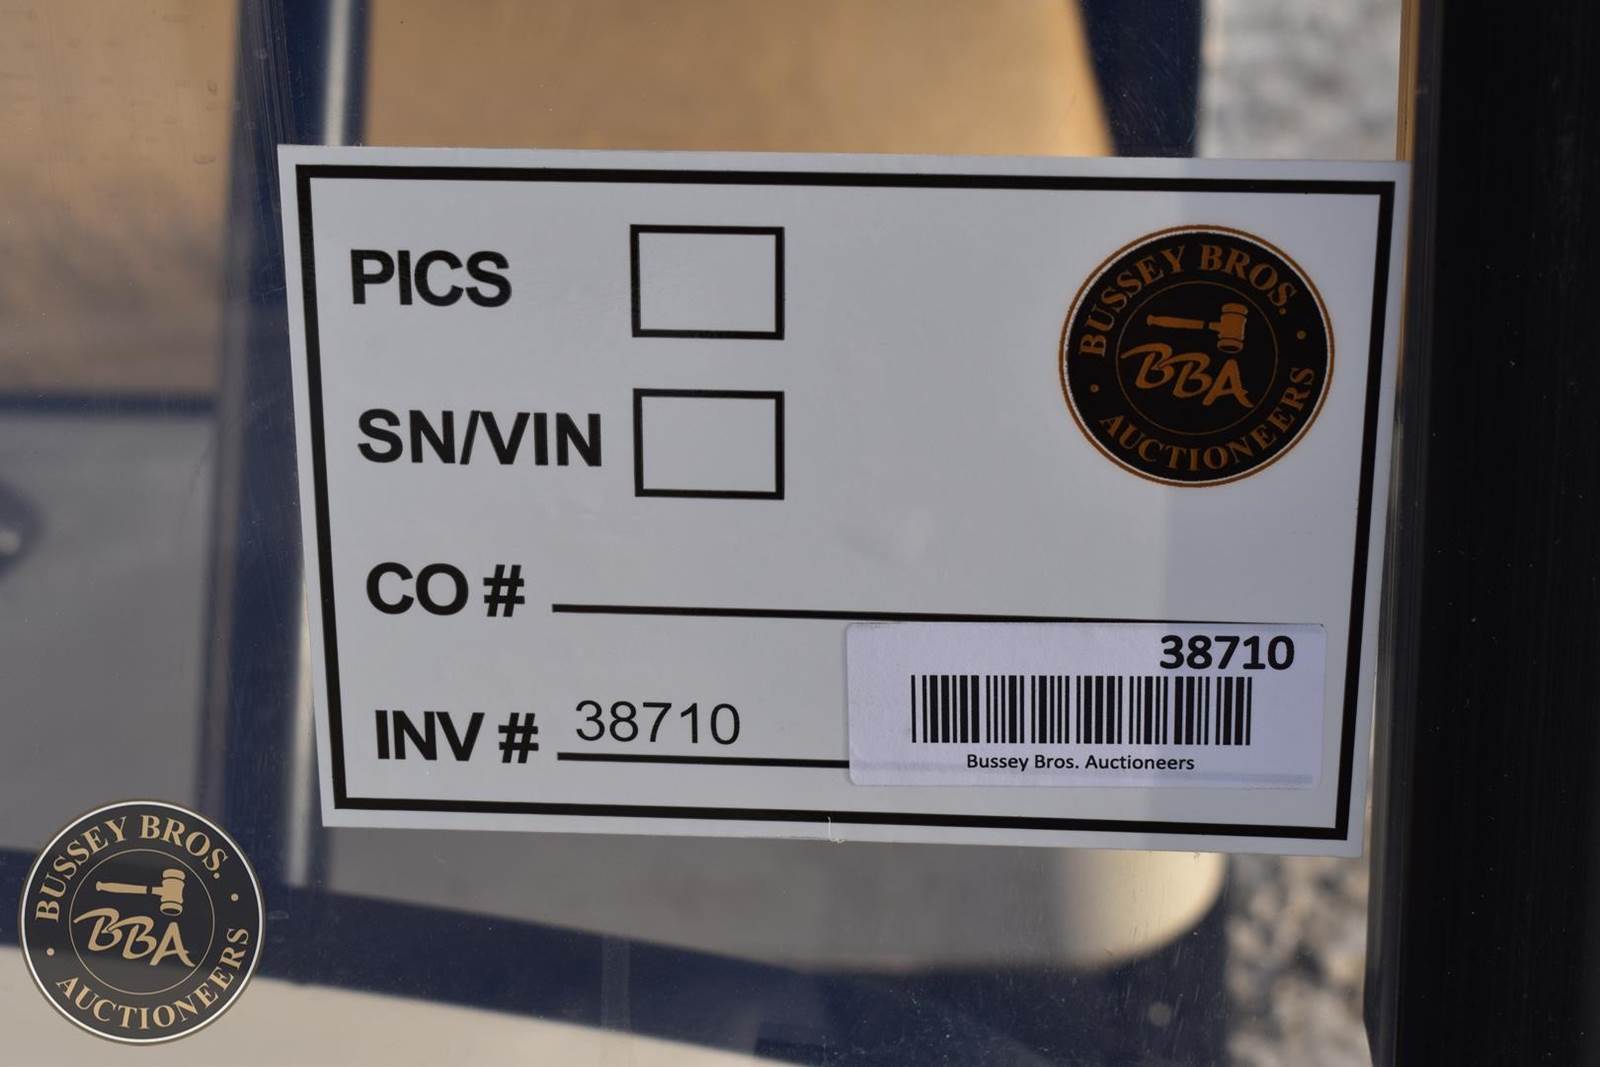 PICS
SN/VIN
CO #
INV # 38710
BUSSEY BROS.
BBA
AUCTIONEERS
38710
Bussey Bros. Auctioneers
BUSSEY BROS.
BBA
AUCTIONEERS